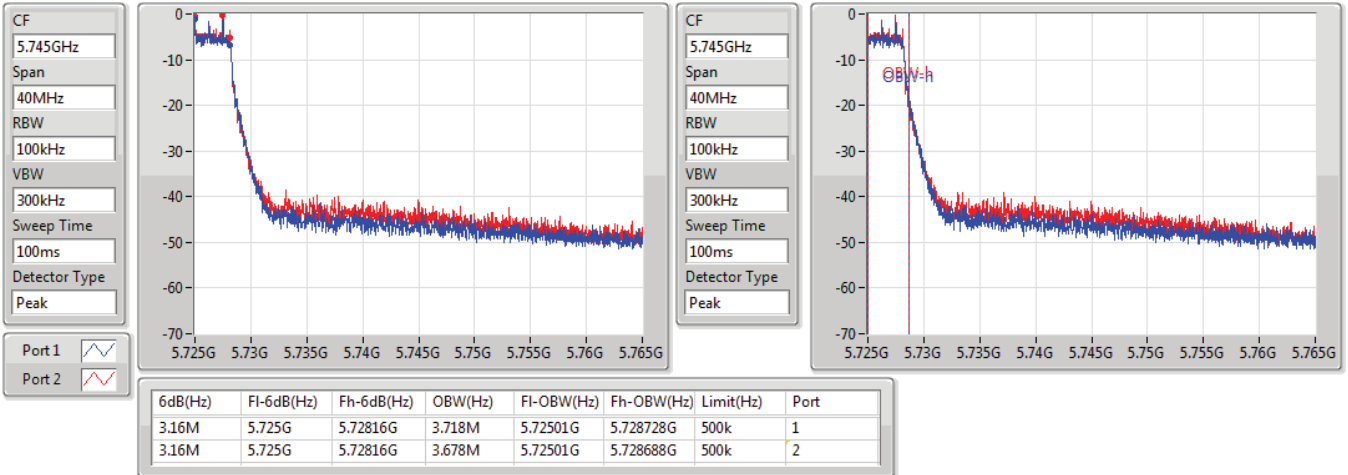 CF
5.745GHz
Span
40MHz
RBW
100kHz
VBW
300kHz
Sweep Time
100ms
Detector Type
Peak
Port 1
Port 2
0
-10
-20
-30
-40
-50
-60
-70
5.725G 5.73G 5.735G 5.74G 5.745G 5.75G 5.755G 5.76G 5.765G
CF
5.745GHz
Span
40MHz
RBW
100kHz
VBW
300kHz
Sweep Time
100ms
Detector Type
Peak
0
-10
-20
-30
-40
-50
-60
-70
OBW-h
5.725G 5.73G 5.735G 5.74G 5.745G 5.75G 5.755G 5.76G 5.765G
6dB(Hz) Fl-6dB(Hz) Fh-6dB(Hz) OBW(Hz) Fl-OBW(Hz) Fh-OBW(Hz) Limit(Hz) Port
3.16M 5.725G 5.72816G 3.718M 5.72501G 5.728728G 500k 1
3.16M 5.725G 5.72816G 3.678M 5.72501G 5.728688G 500k 2